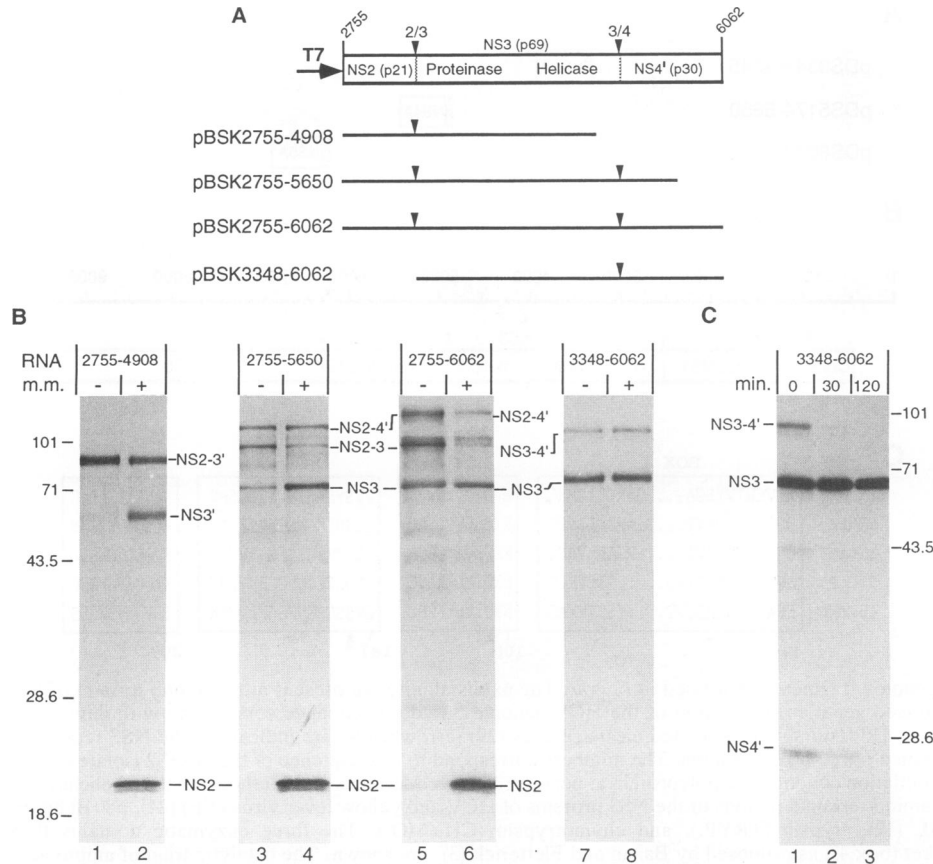 A
2755
6062
2/3
3/4
NS3 (p69)
T7
NS2 (p21)
Proteinase
Helicase
NS4' (p30)
pBSK2755-4908
pBSK2755-5650
pBSK2755-6062
pBSK3348-6062
B
RNA
2755-4908
2755-5650
2755-6062
3348-6062
m.m.
- + - + - + - +
NS2-4'
NS2-4'
101
NS2-3'
NS2-3
NS3-4'
71
NS3
NS3
NS3'
43.5
28.6
NS2
NS2
18.6
1 2 3 4 5 6 7 8
C
3348-6062
min. 0 30 120
NS3-4'
101
71
NS3
43.5
28.6
NS4'
1 2 3